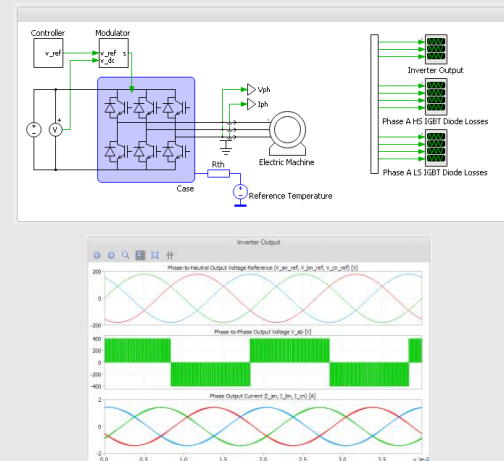 Controller
Modulator
v_ref
v_ref s
v_dc
V
Vph
Iph
Inverter Output
Phase A HS IGBT Diode Losses
Phase A LS IGBT Diode Losses
Electric Machine
Rth
Case
Reference Temperature
Inverter Output
Phase-to-Neutral Output Voltage Reference (V_an_ref, V_bn_ref, V_cn_ref) [V]
200
0
-200
Phase-to-Phase Output Voltage V_ab [V]
400
200
0
-200
-400
Phase Output Current (I_an, I_bn, I_cn) [A]
2
0
-2
0.0 0.5 1.0 1.5 2.0 2.5 3.0 3.5